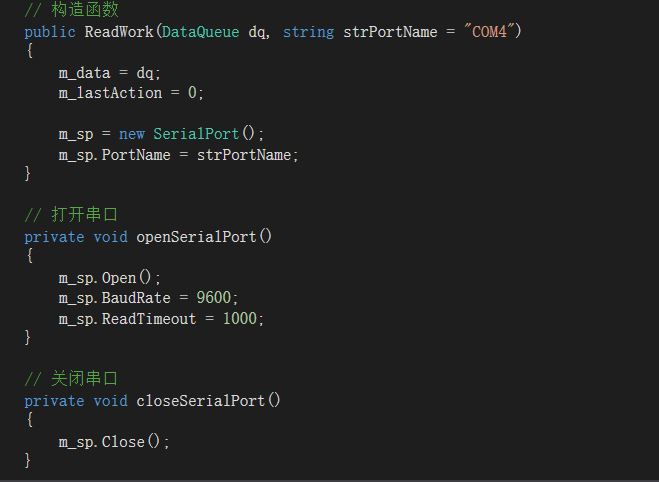 // 构造函数
public ReadWork(DataQueue dq, string strPortName = "COM4")
{
m_data = dq;
m_lastAction = 0;
m_sp = new SerialPort();
m_sp.PortName = strPortName;
}
// 打开串口
private void openSerialPort()
{
m_sp.Open();
m_sp.BaudRate = 9600;
m_sp.ReadTimeout = 1000;
}
// 关闭串口
private void closeSerialPort()
{
m_sp.Close();
}